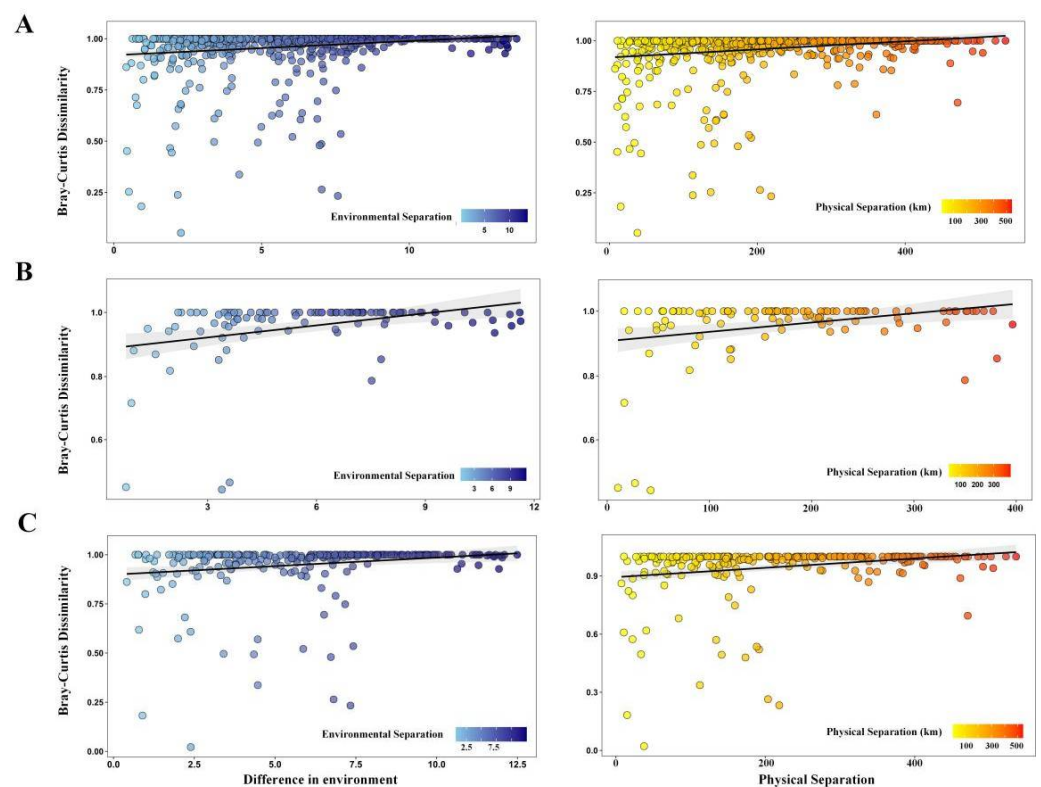 A
Bray-Curtis Dissimilarity
1.00
0.75
0.50
0.25
Environmental Separation
5 10
0 5 10
1.00
0.75
0.50
0.25
Physical Separation (km)
100 300 500
0 200 400
B
Bray-Curtis Dissimilarity
1.0
0.8
0.6
Environmental Separation
3 6 9
3 6 9 12
1.0
0.8
0.6
Physical Separation (km)
100 200 300
0 100 200 300 400
C
Bray-Curtis Dissimilarity
1.00
0.75
0.50
0.25
0.00
Environmental Separation
2.5 7.5
0.0 2.5 5.0 7.5 10.0 12.5
Difference in environment
0.9
0.6
0.3
0.0
Physical Separation (km)
100 300 500
0 200 400
Physical Separation